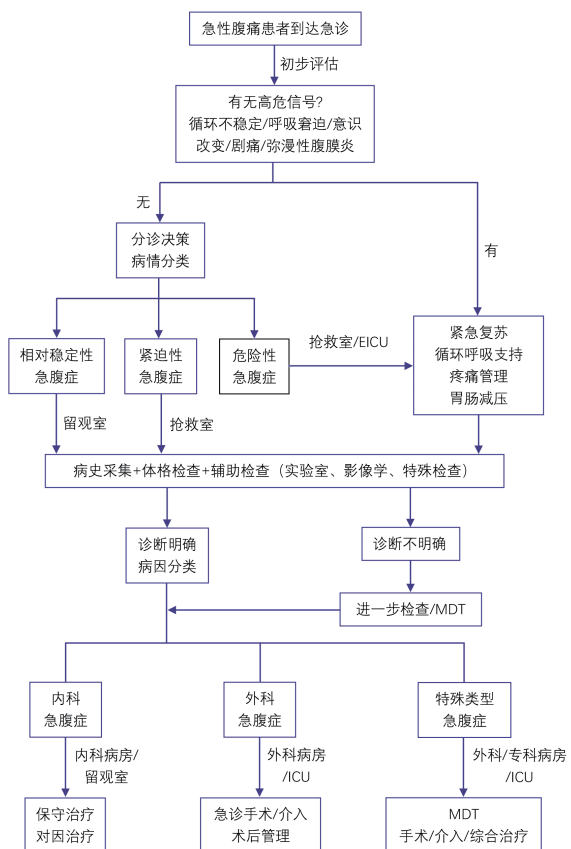 急性腹痛患者到达急诊
初步评估
有无高危信号?
循环不稳定/呼吸窘迫/意识
改变/剧痛/弥漫性腹膜炎
无
有
分诊决策
病情分类
相对稳定性
急腹症
紧迫性
急腹症
危险性
急腹症
抢救室/EICU
紧急复苏
循环呼吸支持
疼痛管理
胃肠减压
留观室
抢救室
病史采集+体格检查+辅助检查（实验室、影像学、特殊检查）
诊断明确
病因分类
诊断不明确
进一步检查/MDT
内科
急腹症
外科
急腹症
特殊类型
急腹症
内科病房/
留观室
外科病房
/ICU
外科/专科病房
/ICU
保守治疗
对因治疗
急诊手术/介入
术后管理
MDT
手术/介入/综合治疗